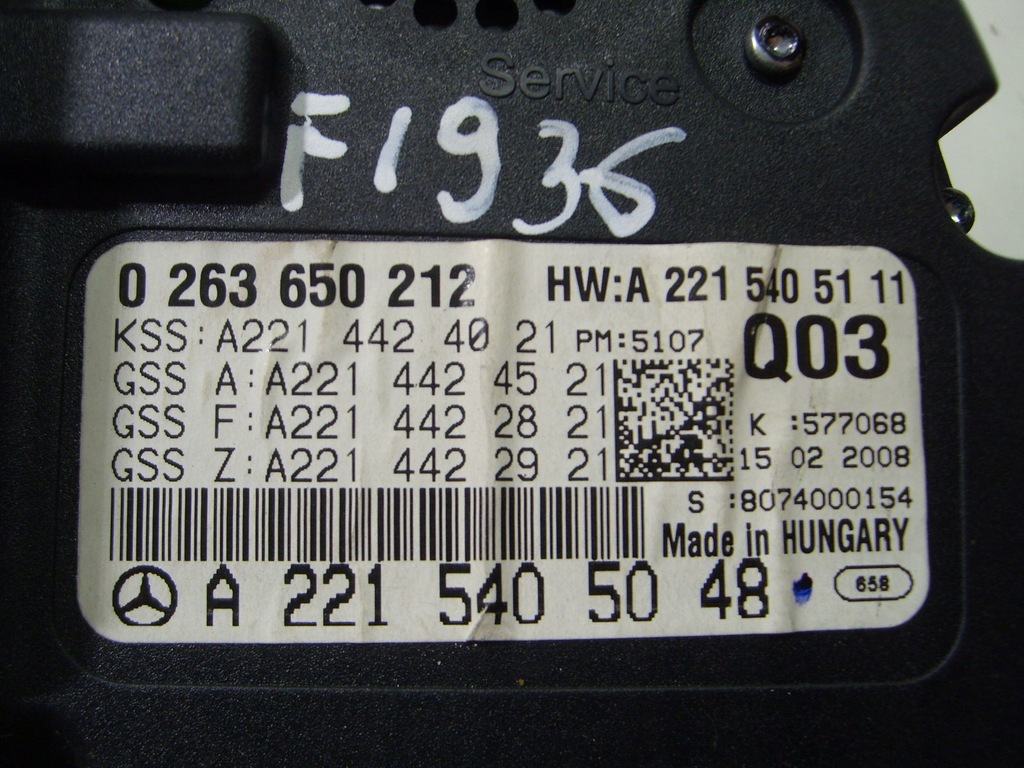 Service
F1936
0 263 650 212 HW:A 221 540 51 11
KSS:A221 442 40 21 PM:5107 Q03
GSS A:A221 442 45 21
GSS F:A221 442 28 21 K :577068
GSS Z:A221 442 29 21 15 02 2008
S :8074000154
Made in HUNGARY
A 221 540 50 48 658